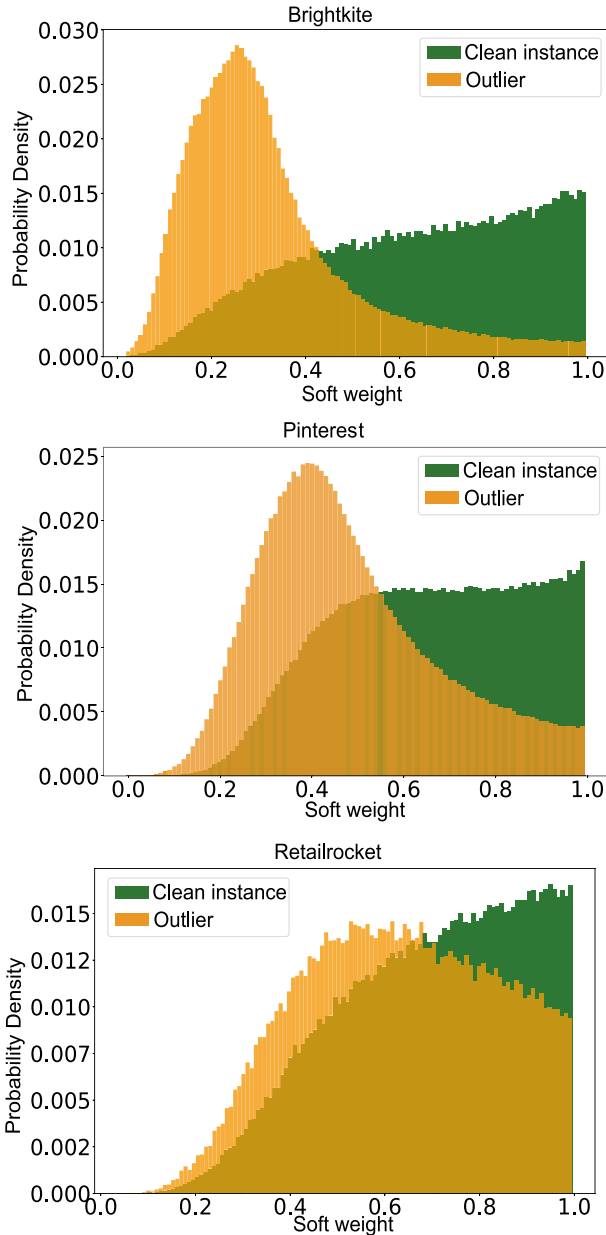 Brightkite
0.030
0.025
0.020
0.015
0.010
0.005
0.000
Probability Density
Clean instance
Outlier
0.0 0.2 0.4 0.6 0.8 1.0
Soft weight
Pinterest
0.025
0.020
0.015
0.010
0.005
0.000
Probability Density
Clean instance
Outlier
0.0 0.2 0.4 0.6 0.8 1.0
Soft weight
Retailrocket
0.015
0.012
0.010
0.007
0.005
0.002
0.000
Probability Density
Clean instance
Outlier
0.0 0.2 0.4 0.6 0.8 1.0
Soft weight